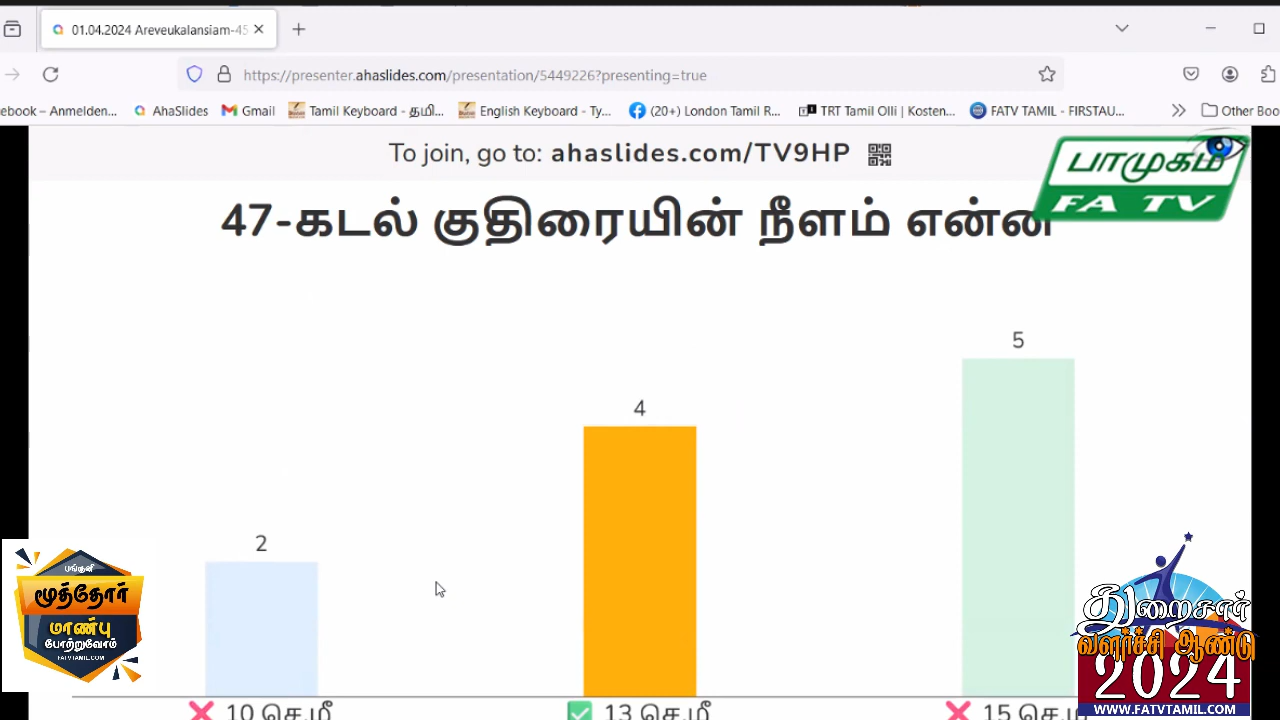 01.04.2024 Areveukalansiam-45
https://presenter.ahaslides.com/presentation/5449226?presenting=true
cebook – Anmelden... AhaSlides Gmail Tamil Keyboard - தமி... English Keyboard - Ty... (20+) London Tamil R... TRT Tamil Olli | Kosten... FATV TAMIL - FIRSTAU... Other Boo
To join, go to: ahaslides.com/TV9HP
பாமுகம்
FA TV
47-கடல் குதிரையின் நீளம் என்ன
5
4
2
பங்குனி
மூத்தோர்
மாண்பு
போற்றுவோம்
FATVTAMIL.COM
துறைசார்
வளர்ச்சி ஆண்டு
2024
WWW.FATVTAMIL.COM
10 செ.மீ 13 செ.மீ 15 செ.மீ